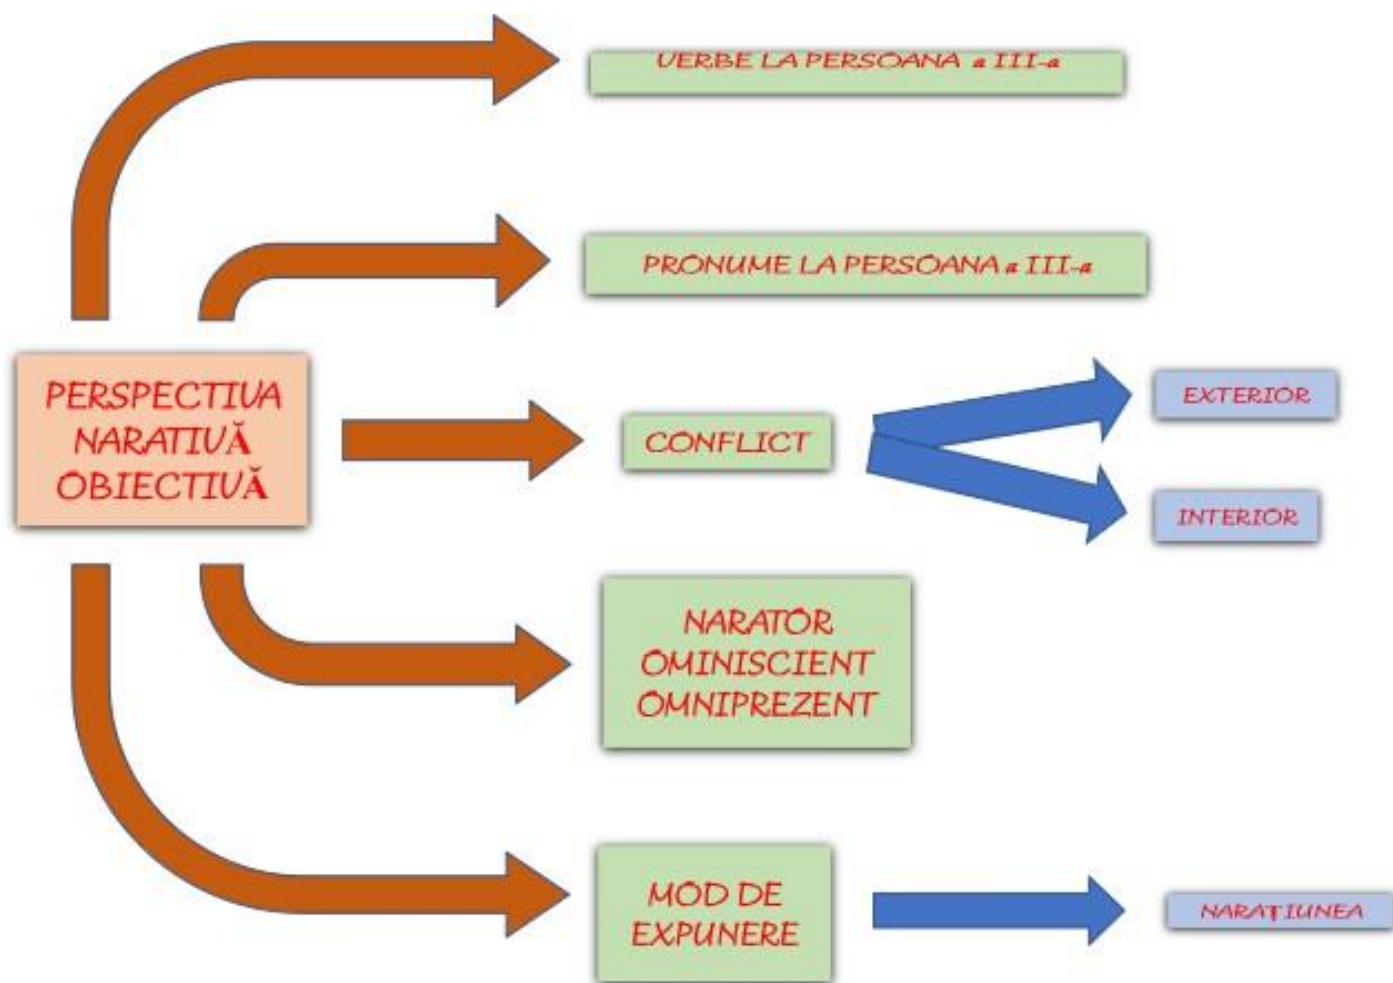 VERBE LA PERSOANA a III-a
PRONUME LA PERSOANA a III-a
PERSPECTIVA
NARATIVĂ
OBIECTIVĂ
CONFLICT
EXTERIOR
INTERIOR
NARATOR
OMINISCIENT
OMNIPREZENT
MOD DE
EXPUNERE
NARAȚIUNEA